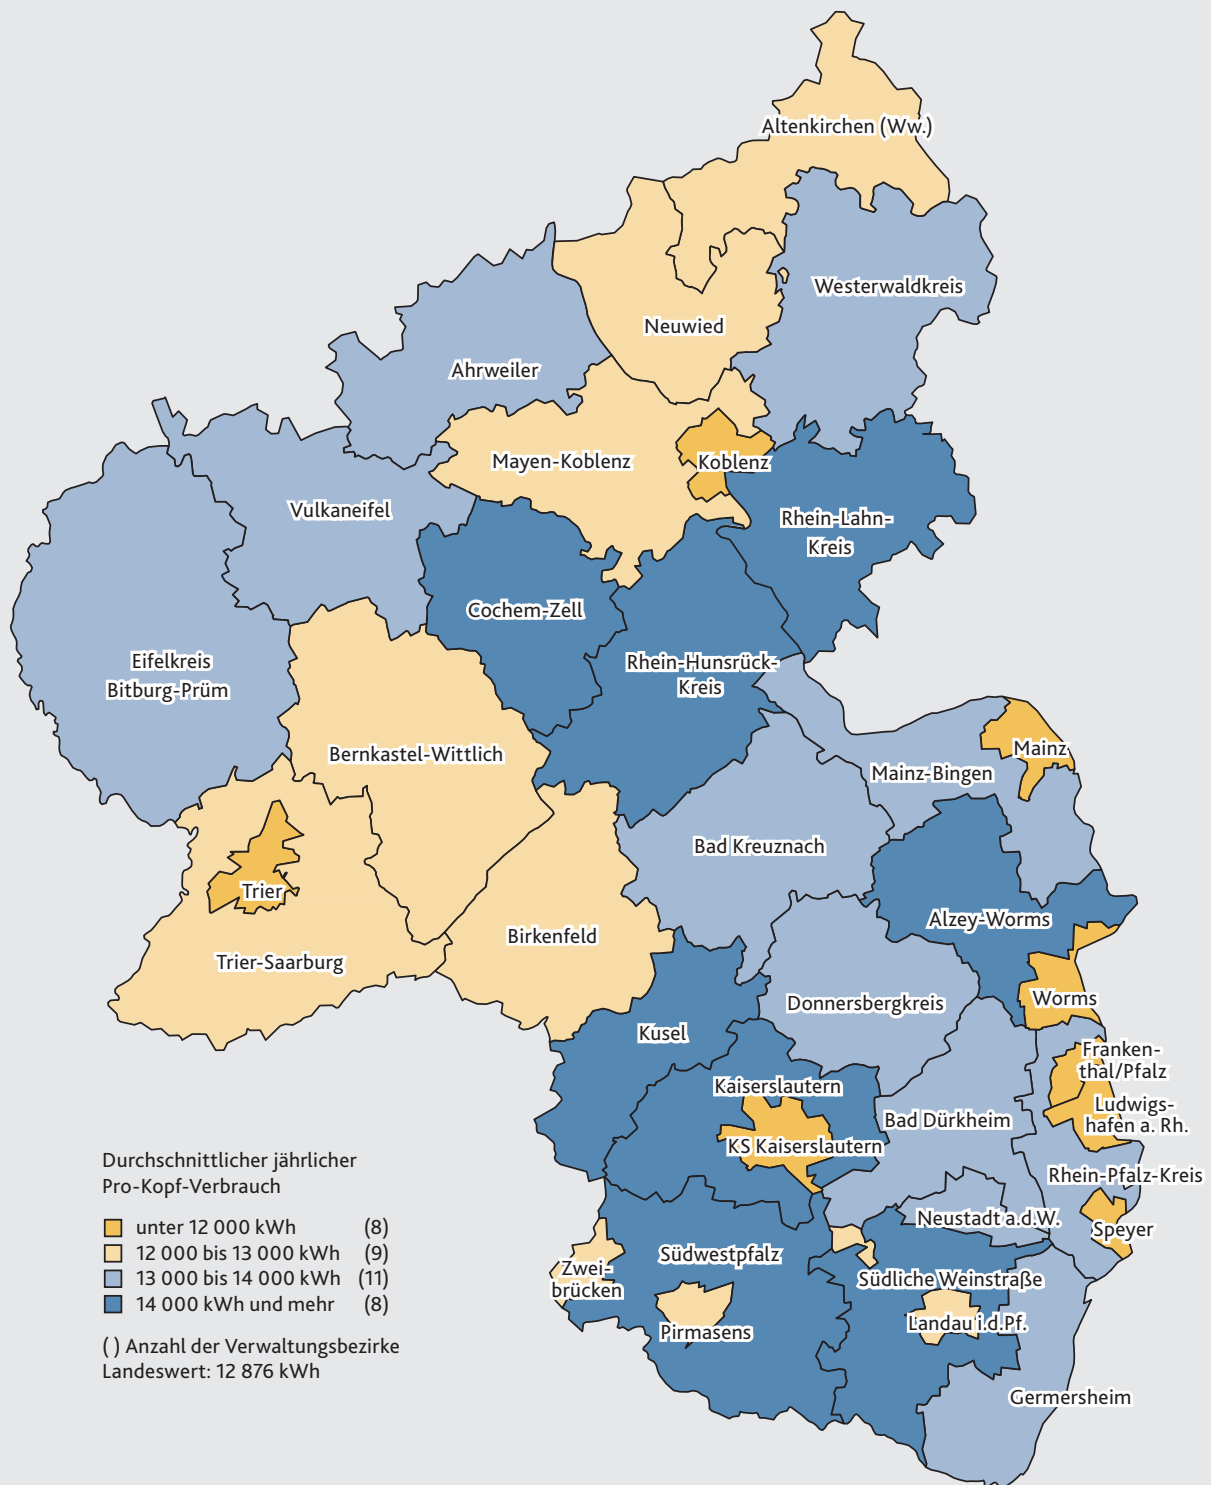 Altenkirchen (Ww.)
Westerwaldkreis
Neuwied
Ahrweiler
Mayen-Koblenz
Koblenz
Vulkaneifel
Rhein-Lahn-
Kreis
Cochem-Zell
Eifelkreis
Bitburg-Prüm
Rhein-Hunsrück-
Kreis
Bernkastel-Wittlich
Mainz
Mainz-Bingen
Bad Kreuznach
Trier
Alzey-Worms
Birkenfeld
Trier-Saarburg
Worms
Donnersbergkreis
Kusel
Franken-
thal/Pfalz
Kaiserslautern
Ludwigs-
hafen a. Rh.
Bad Dürkheim
KS Kaiserslautern
Rhein-Pfalz-Kreis
Neustadt a.d.W.
Speyer
Südwestpfalz
Zwei-
brücken
Südliche Weinstraße
Landau i.d.Pf.
Pirmasens
Germersheim
Durchschnittlicher jährlicher
Pro-Kopf-Verbrauch
unter 12 000 kWh (8)
12 000 bis 13 000 kWh (9)
13 000 bis 14 000 kWh (11)
14 000 kWh und mehr (8)
( ) Anzahl der Verwaltungsbezirke
Landeswert: 12 876 kWh